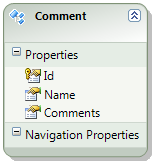 Comment
Properties
Id
Name
Comments
Navigation Properties